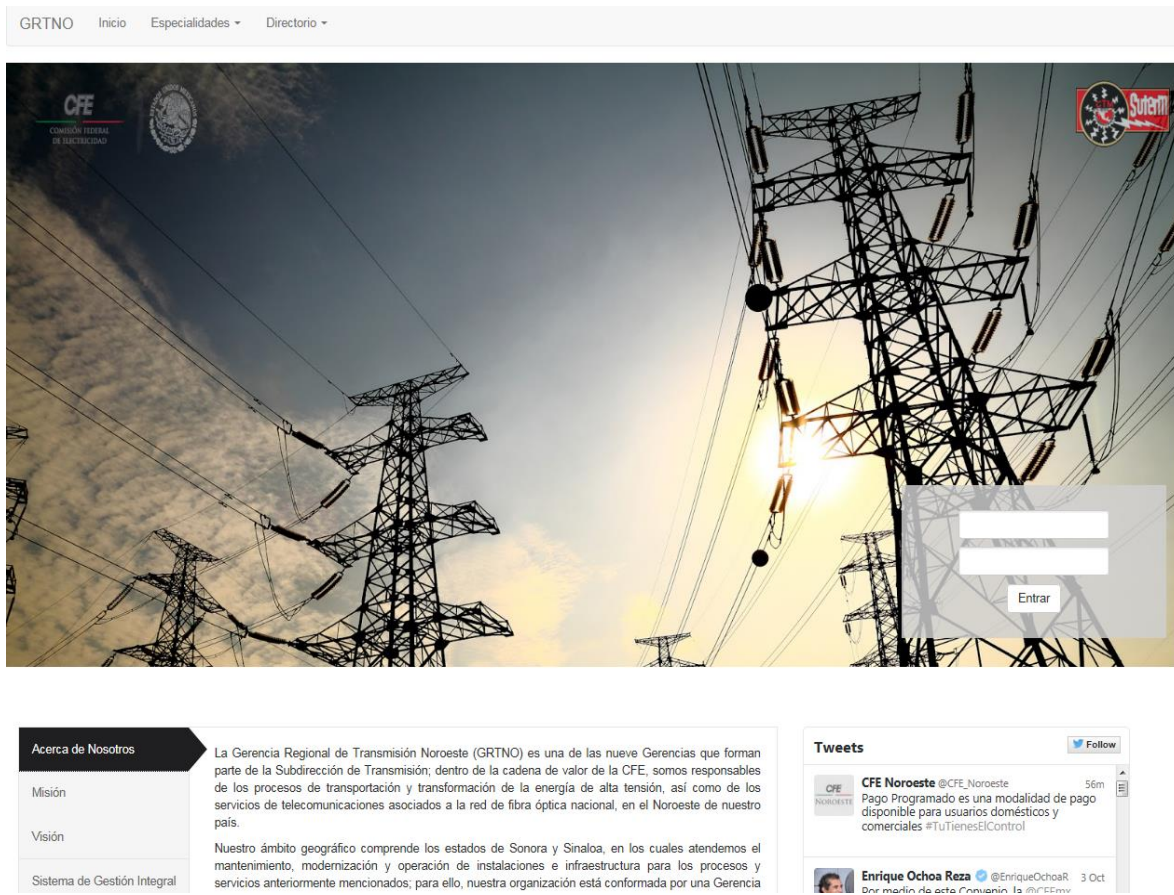 GRTNO Inicio Especialidades Directorio
CFE
COMISIÓN FEDERAL
DE ELECTRICIDAD
ESTADOS UNIDOS MEXICANOS
Suterm
Entrar
Acerca de Nosotros
Misión
Visión
Sistema de Gestión Integral
La Gerencia Regional de Transmisión Noroeste (GRTNO) es una de las nueve Gerencias que forman
parte de la Subdirección de Transmisión; dentro de la cadena de valor de la CFE, somos responsables
de los procesos de transportación y transformación de la energía de alta tensión, así como de los
servicios de telecomunicaciones asociados a la red de fibra óptica nacional, en el Noroeste de nuestro
país.
Nuestro ámbito geográfico comprende los estados de Sonora y Sinaloa, en los cuales atendemos el
mantenimiento, modernización y operación de instalaciones e infraestructura para los procesos y
servicios anteriormente mencionados; para ello, nuestra organización está conformada por una Gerencia
Tweets
Follow
CFE
NOROESTE
CFE Noroeste @CFE_Noroeste 56m
Pago Programado es una modalidad de pago
disponible para usuarios domésticos y
comerciales #TuTienesElControl
Enrique Ochoa Reza @EnriqueOchoaR 3 Oct
Por medio de este Convenio, la @CFEmx